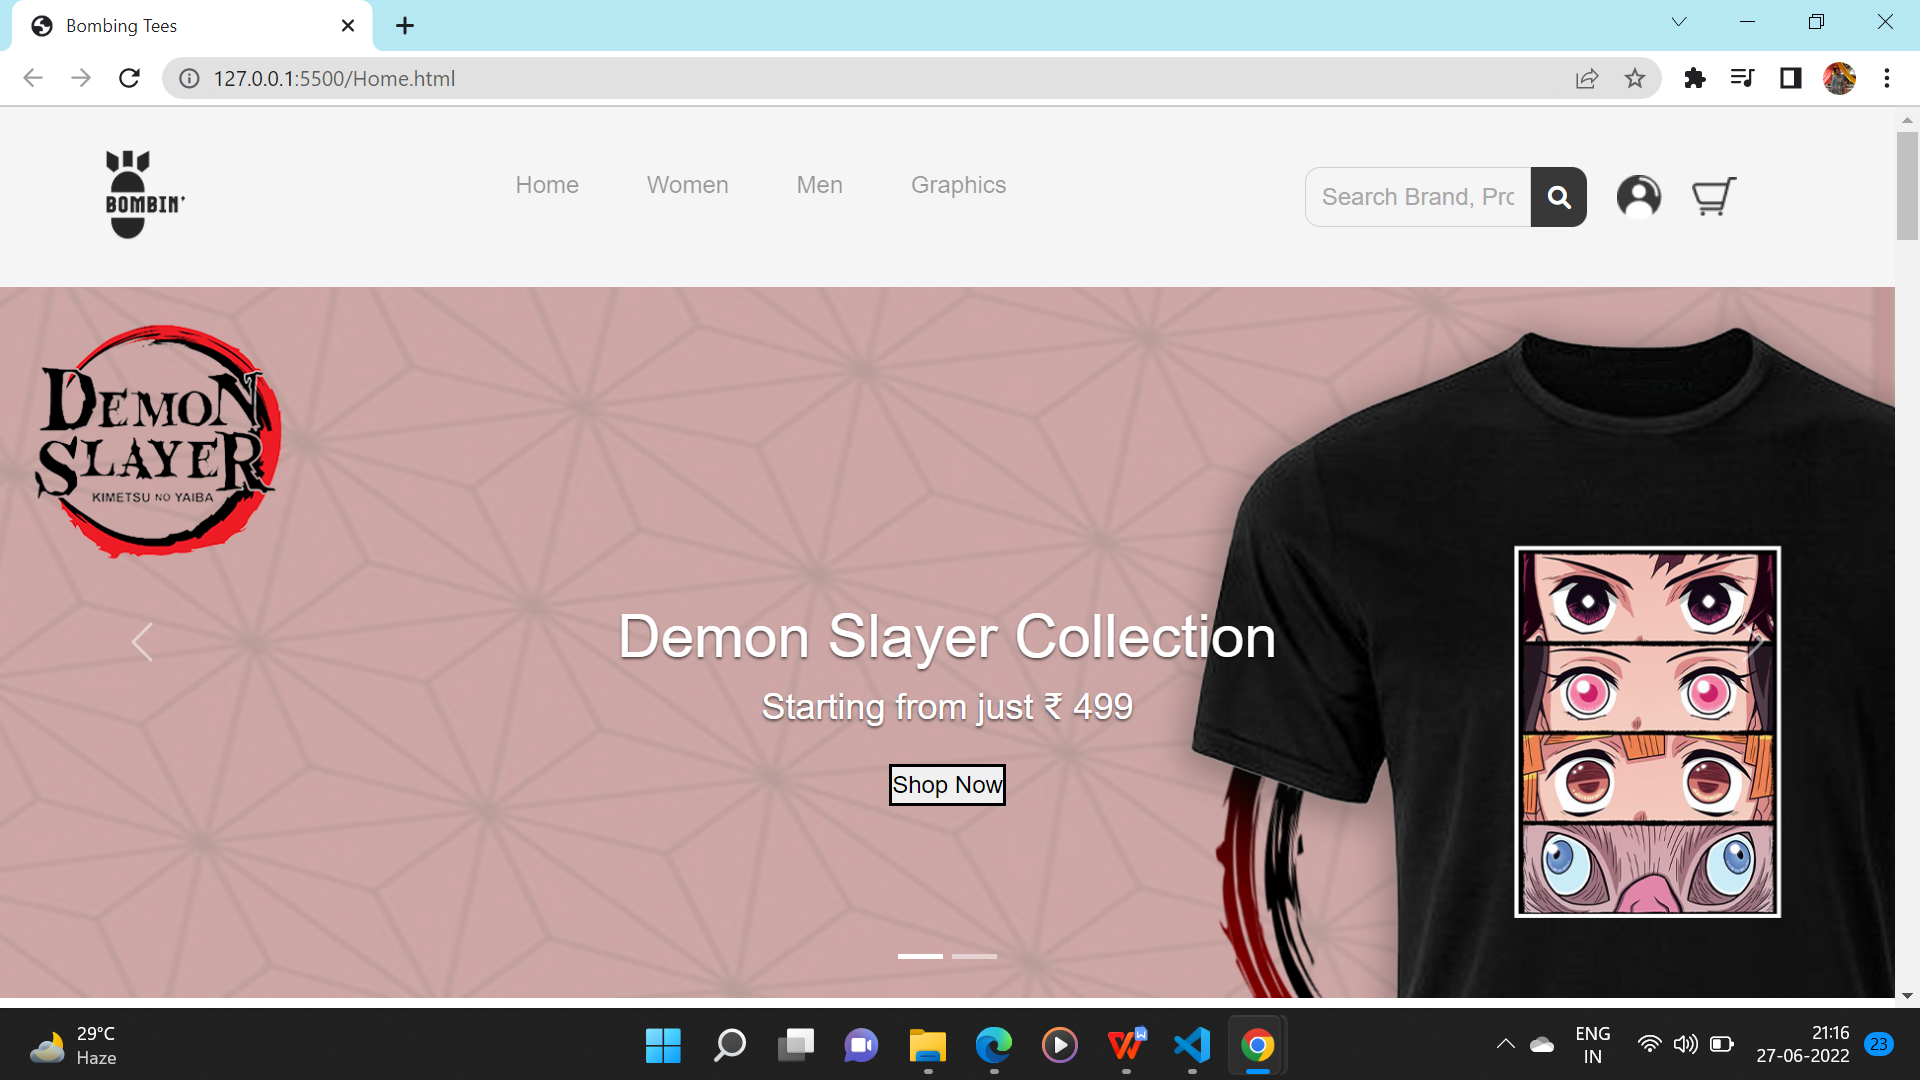 Bombing Tees
127.0.0.1:5500/Home.html
BOMBIN'
Home
Women
Men
Graphics
Search Brand, Prc
DEMON
SLAYER
KIMETSU NO YAIBA
Demon Slayer Collection
Starting from just ₹ 499
Shop Now
29°C
Haze
W
ENG
IN
21:16
27-06-2022
23